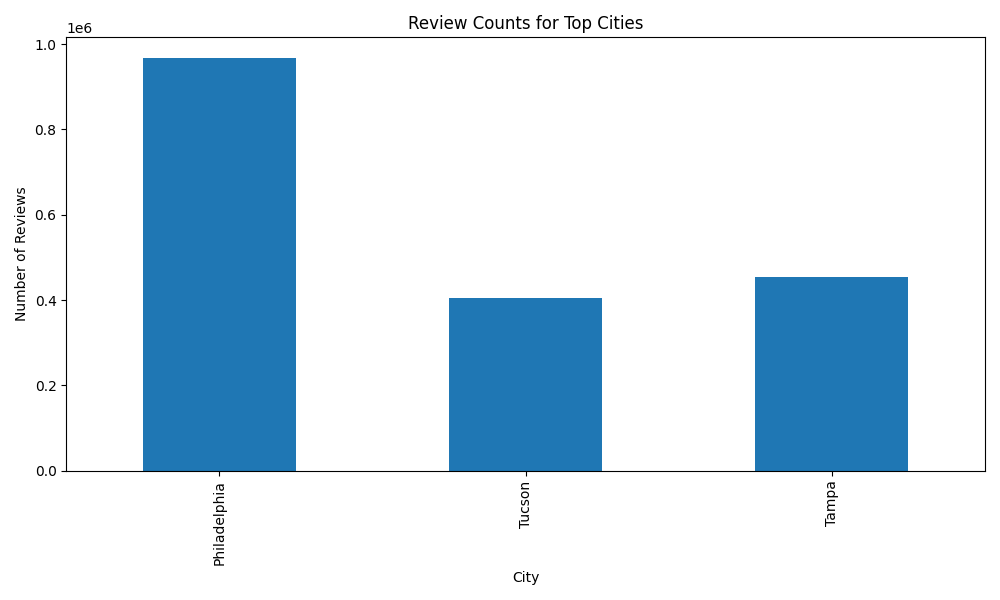 Review Counts for Top Cities
1e6
1.0
0.8
0.6
0.4
0.2
0.0
Number of Reviews
Philadelphia
Tucson
Tampa
City